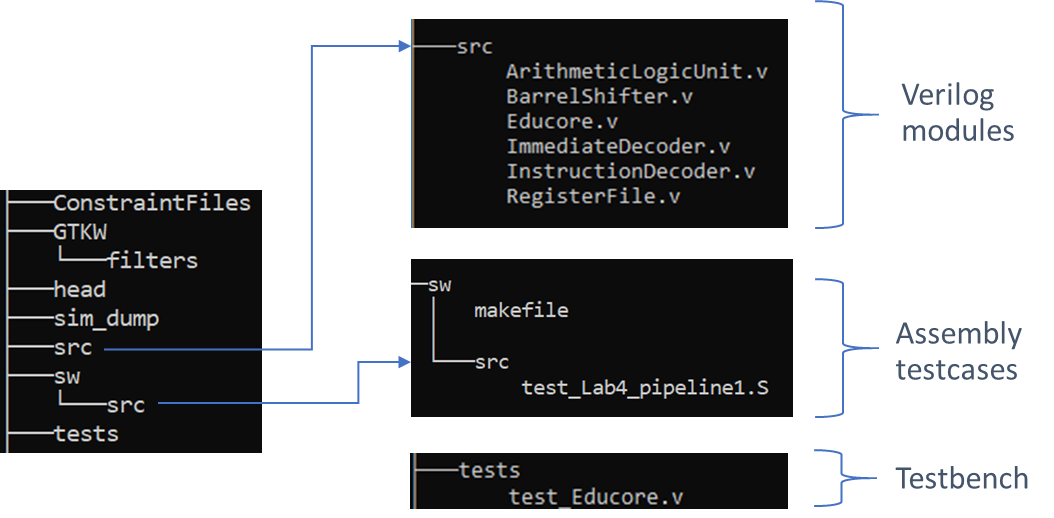 ConstraintFiles
GTKW
filters
head
sim_dump
src
sw
src
tests
src
ArithmeticLogicUnit.v
BarrelShifter.v
Educore.v
ImmediateDecoder.v
InstructionDecoder.v
RegisterFile.v
Verilog
modules
sw
makefile
src
test_Lab4_pipeline1.S
Assembly
testcases
tests
test_Educore.v
Testbench